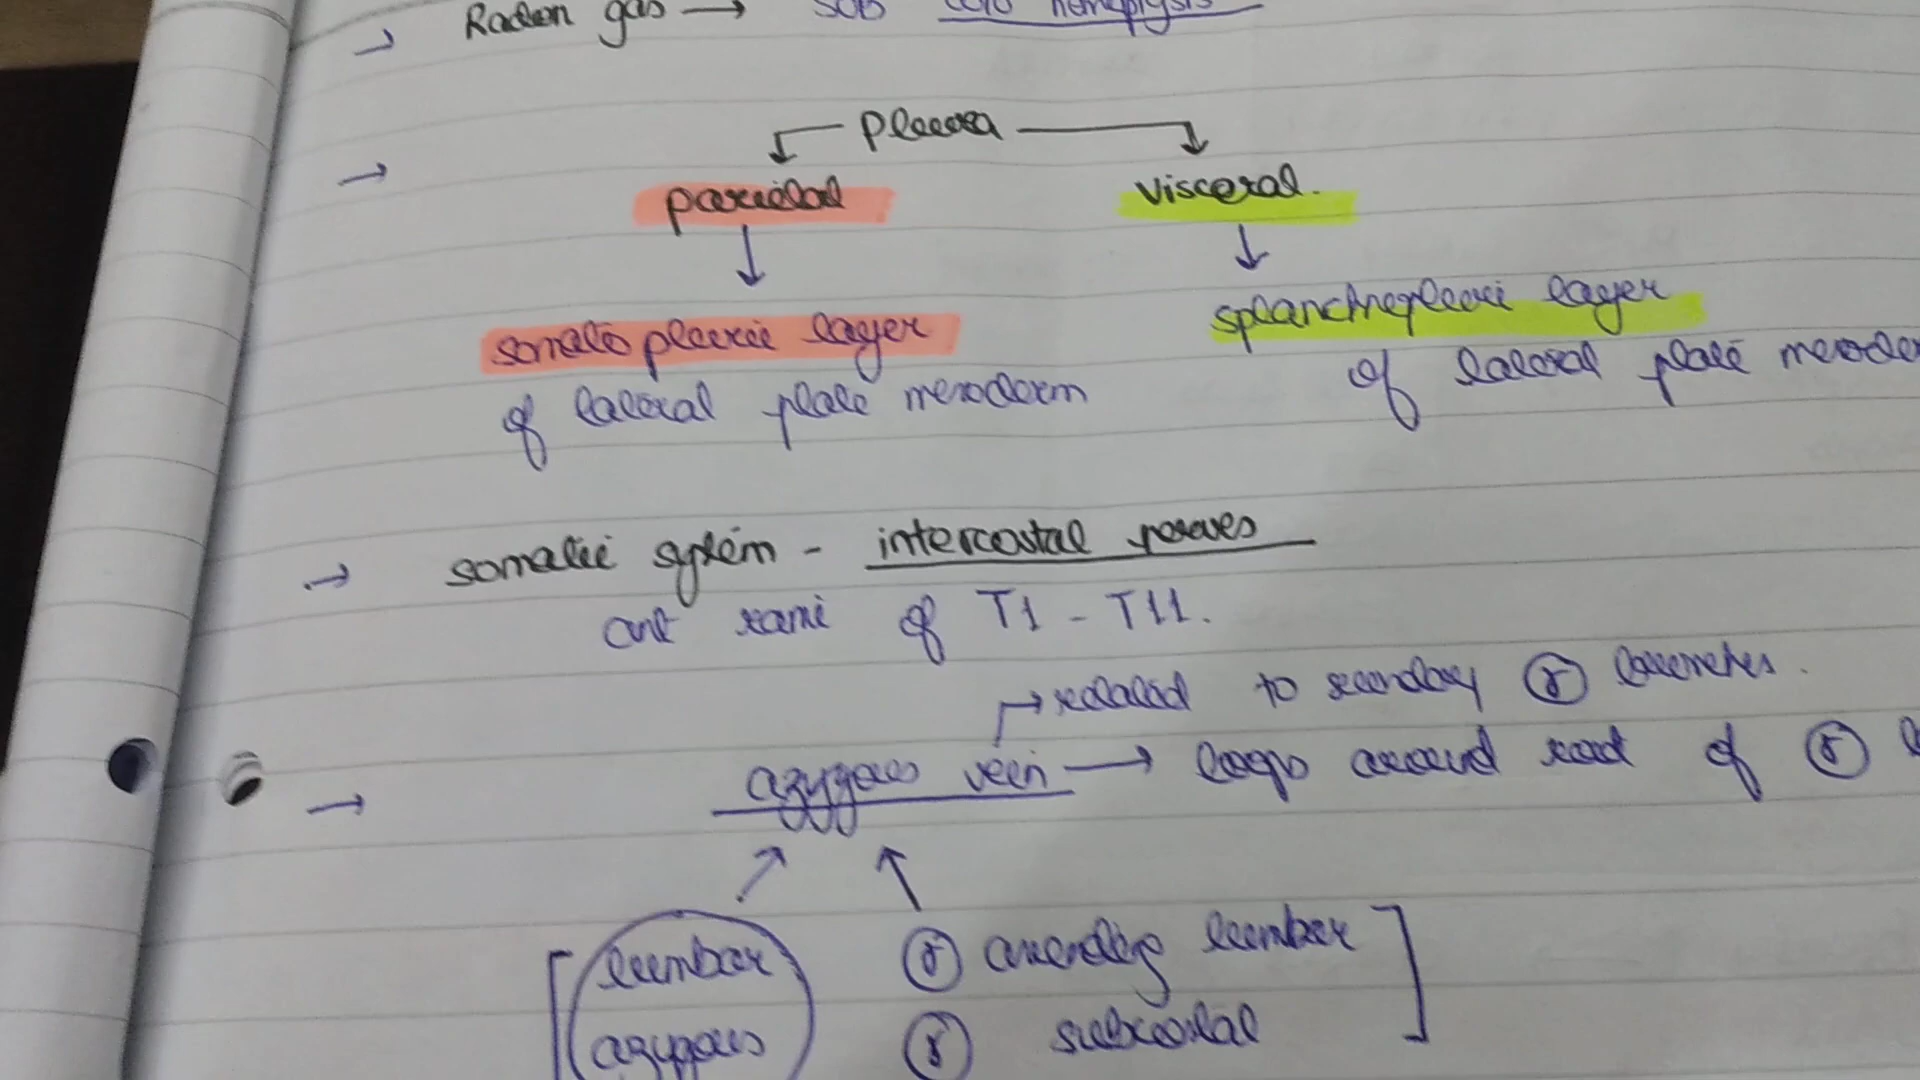 → Radon gas → SOB
→ Pleura
parietal visceral.
somatopleuric layer splanchnopleuric layer
of lateral plate mesoderm of lateral plate
→ somatic system - intercostal nerves
ant rami of T1 - T11.
→ related to secondary (r)
→ azygous vein → loops around root of (r)
[ lumbar (r) ascending lumbar ]
azygous (r) subcostal